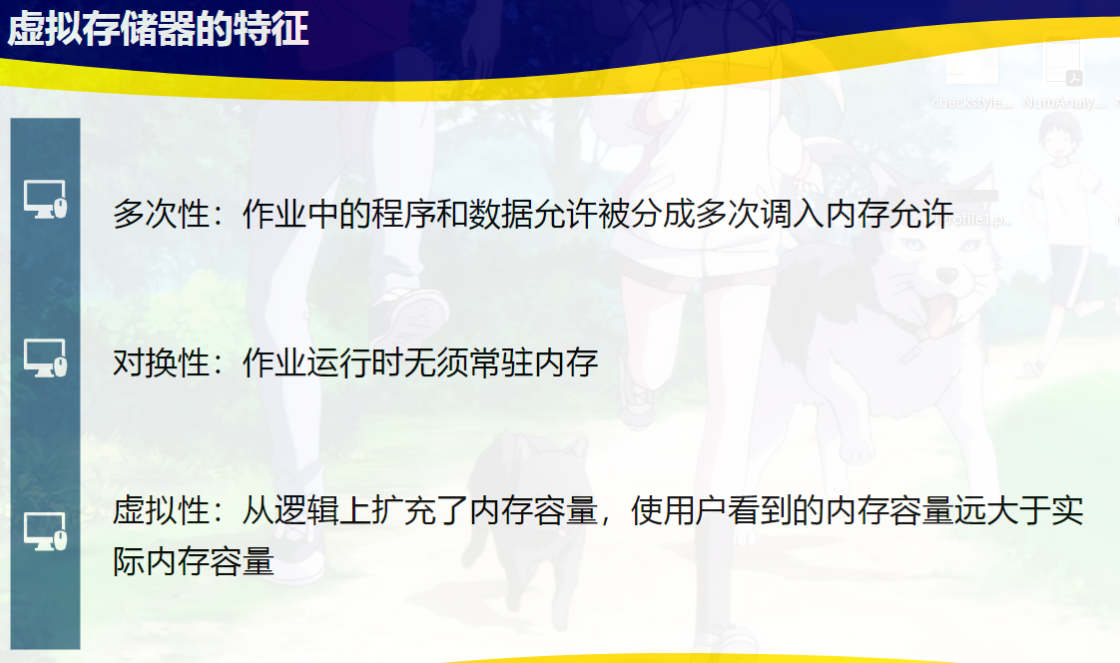 虚拟存储器的特征
checkstyle...
NumAnaly...
多次性：作业中的程序和数据允许被分成多次调入内存允许
对换性：作业运行时无须常驻内存
虚拟性：从逻辑上扩充了内存容量，使用户看到的内存容量远大于实
际内存容量